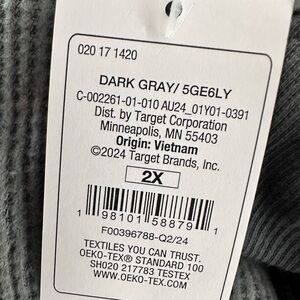 020 17 1420
DARK GRAY/ 5GE6LY
C-002261-01-010 AU24_01Y01-0391
Dist. by Target Corporation
Minneapolis, MN 55403
Origin: Vietnam
©2024 Target Brands, Inc.
2X
1 98101 58879 1
F00396788-Q2/24
TEXTILES YOU CAN TRUST.
OEKO-TEX® STANDARD 100
SH020 217783 TESTEX
WWW.OEKO-TEX.COM